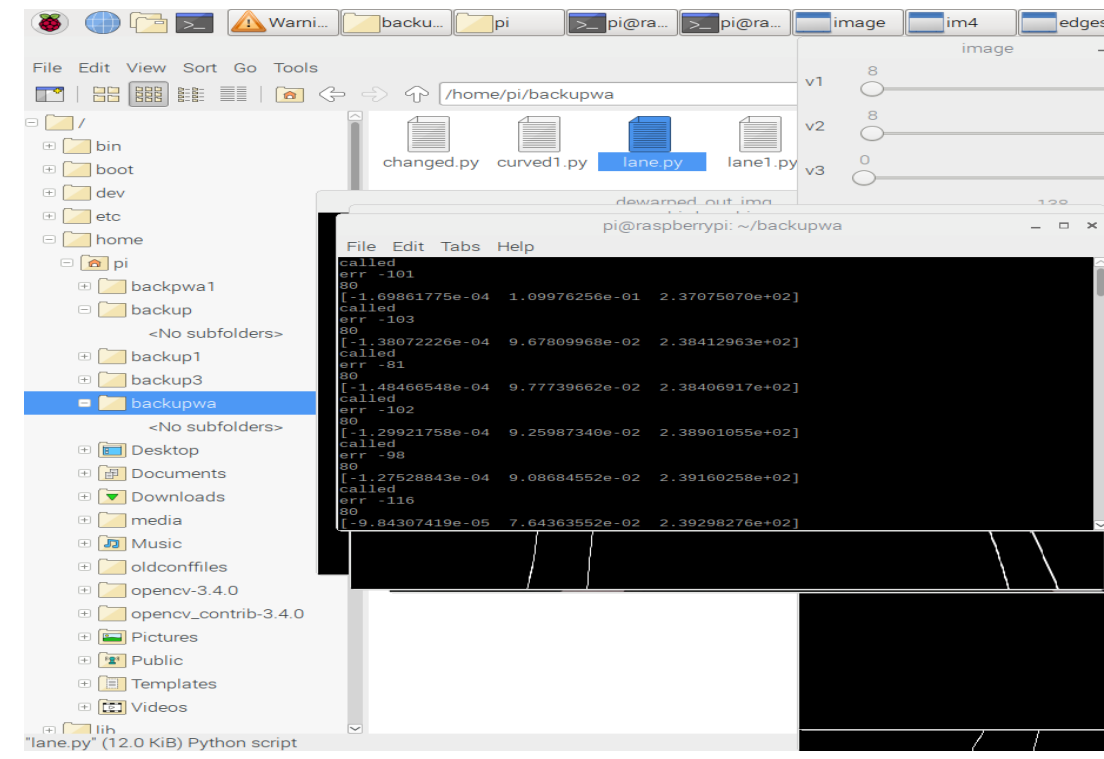 Warni... backu... pi pi@ra... pi@ra... image im4 edges
image
File Edit View Sort Go Tools
/home/pi/backupwa
v1 8
v2 8
v3 0
138
/
bin
boot
dev
etc
home
pi
backpwa1
backup
<No subfolders>
backup1
backup3
backupwa
<No subfolders>
Desktop
Documents
Downloads
media
Music
oldconffiles
opencv-3.4.0
opencv_contrib-3.4.0
Pictures
Public
Templates
Videos
lib
changed.py curved1.py lane.py lane1.py
dewarped_out_img
pi@raspberrypi: ~/backupwa
File Edit Tabs Help
called
err -101
80
[-1.69861775e-04 1.09976256e-01 2.37075070e+02]
called
err -103
80
[-1.38072226e-04 9.67809968e-02 2.38412963e+02]
called
err -81
80
[-1.48466548e-04 9.77739662e-02 2.38406917e+02]
called
err -102
80
[-1.29921758e-04 9.25987340e-02 2.38901055e+02]
called
err -98
80
[-1.27528843e-04 9.08684552e-02 2.39160258e+02]
called
err -116
80
[-9.84307419e-05 7.64363552e-02 2.39298276e+02]
"lane.py" (12.0 KiB) Python script